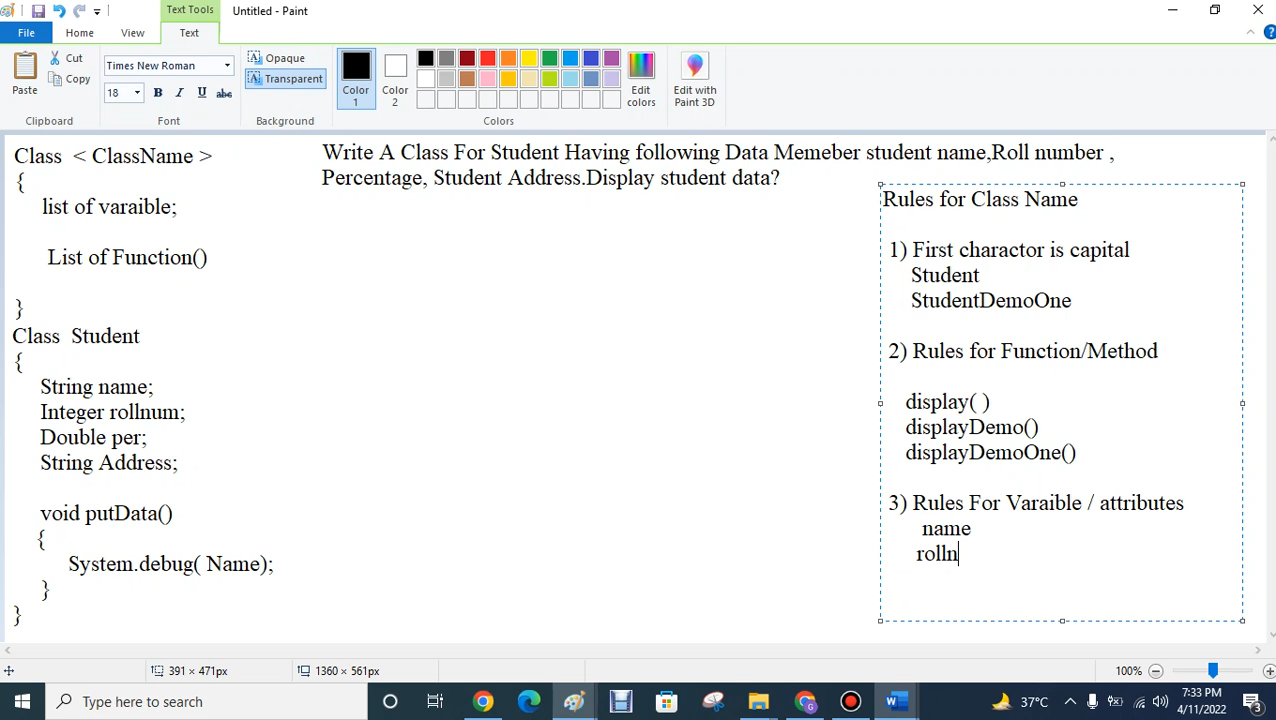 Text Tools
Untitled - Paint
File
Home
View
Text
Paste
Cut
Copy
Clipboard
Times New Roman
18
B I U abc
Font
Opaque
Transparent
Background
Color 1
Color 2
Edit colors
Edit with Paint 3D
Colors
Class < ClassName >
{
list of varaible;
List of Function()
}
Class Student
{
String name;
Integer rollnum;
Double per;
String Address;
void putData()
{
System.debug( Name);
}
}
Write A Class For Student Having following Data Memeber student name,Roll number ,
Percentage, Student Address.Display student data?
Rules for Class Name
1) First charactor is capital
Student
StudentDemoOne
2) Rules for Function/Method
display( )
displayDemo()
displayDemoOne()
3) Rules For Varaible / attributes
name
rolln
391 × 471px
1360 × 561px
100%
Type here to search
37°C
7:33 PM
4/11/2022
3